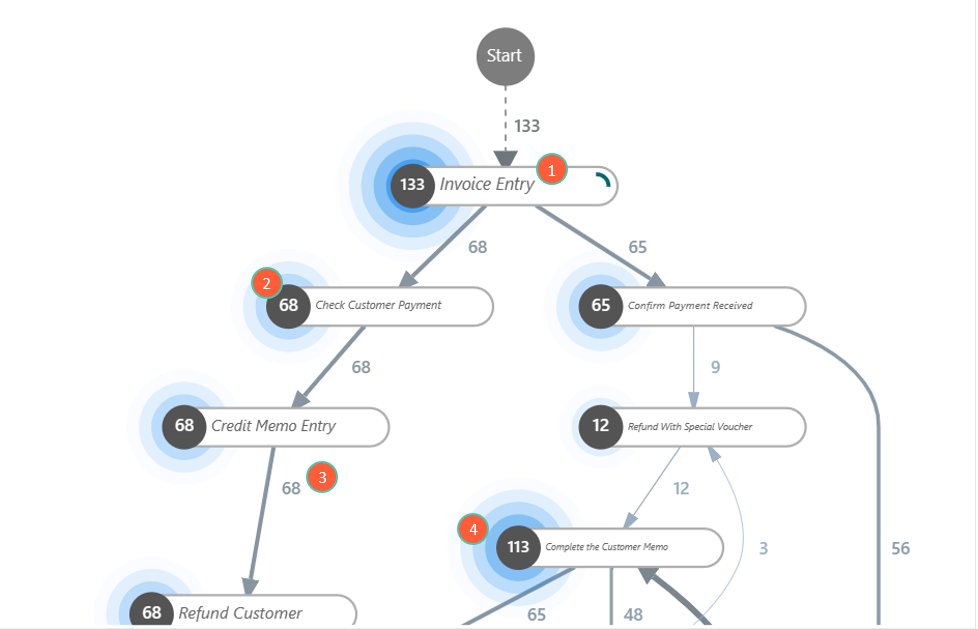 Start
133
1
133 Invoice Entry
68
65
2
68 Check Customer Payment
65 Confirm Payment Received
68
9
68 Credit Memo Entry
12 Refund With Special Voucher
68
3
12
4
113 Complete the Customer Memo
3
56
68 Refund Customer
65
48